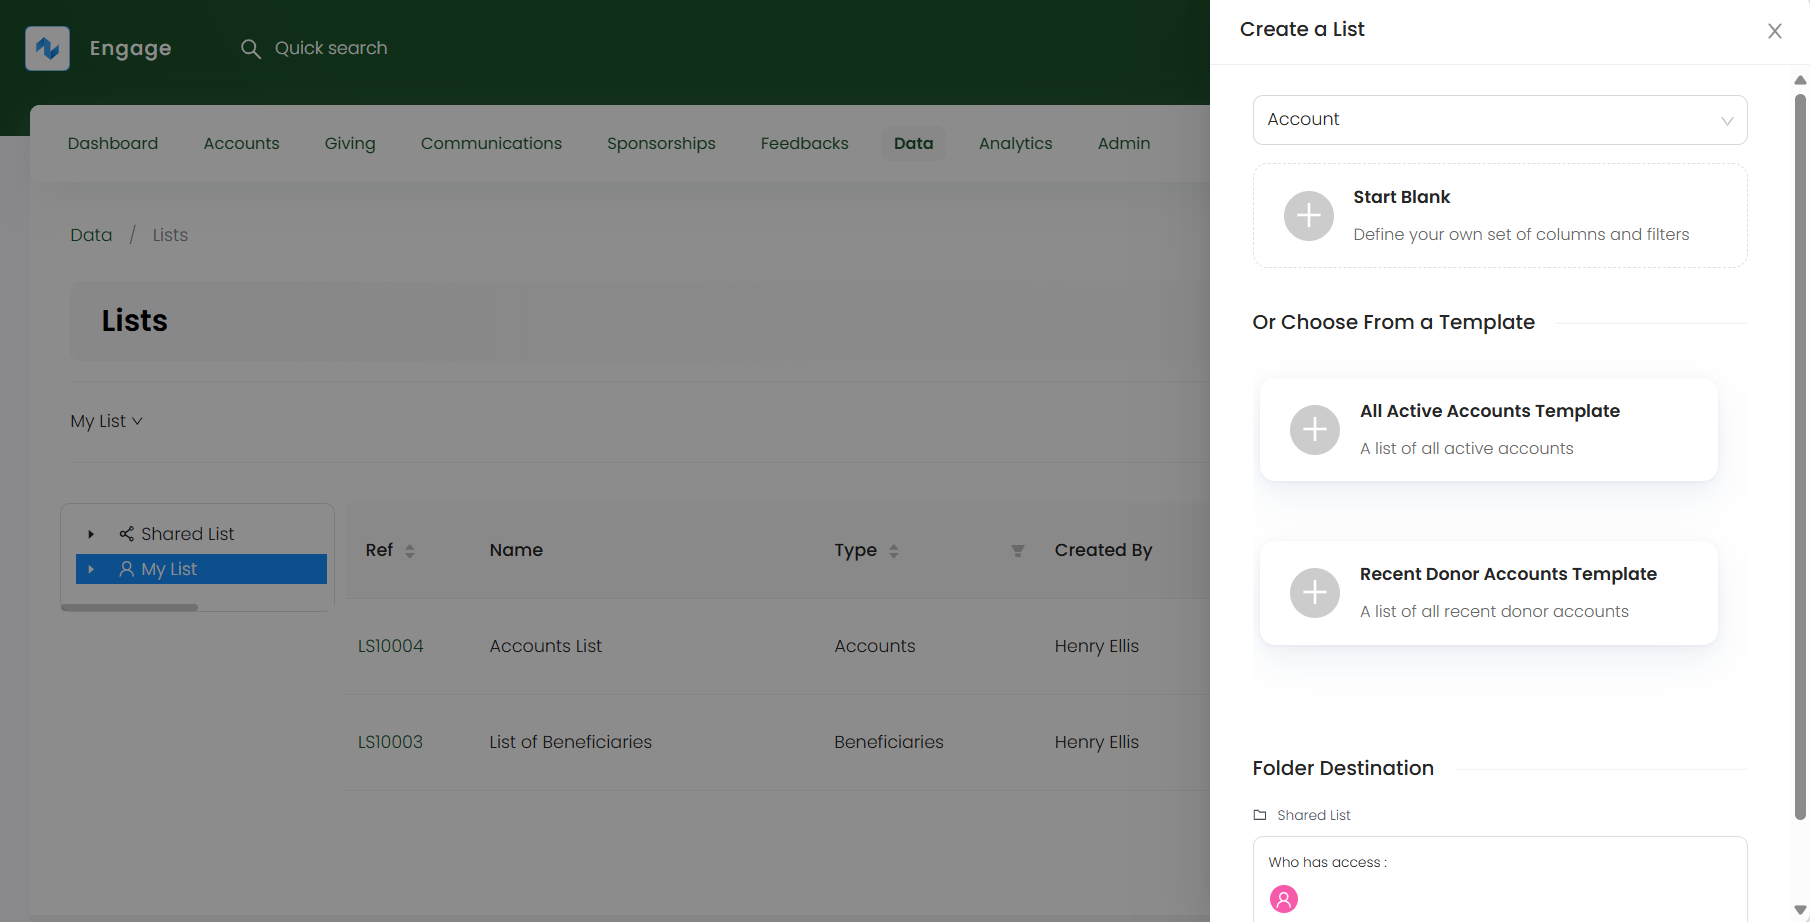 Engage
Quick search
Dashboard Accounts Giving Communications Sponsorships Feedbacks Data Analytics Admin
Data / Lists
Lists
My List
Shared List
My List
Ref Name Type Created By
LS10004 Accounts List Accounts Henry Ellis
LS10003 List of Beneficiaries Beneficiaries Henry Ellis
Create a List
Account
Start Blank
Define your own set of columns and filters
Or Choose From a Template
All Active Accounts Template
A list of all active accounts
Recent Donor Accounts Template
A list of all recent donor accounts
Folder Destination
Shared List
Who has access :